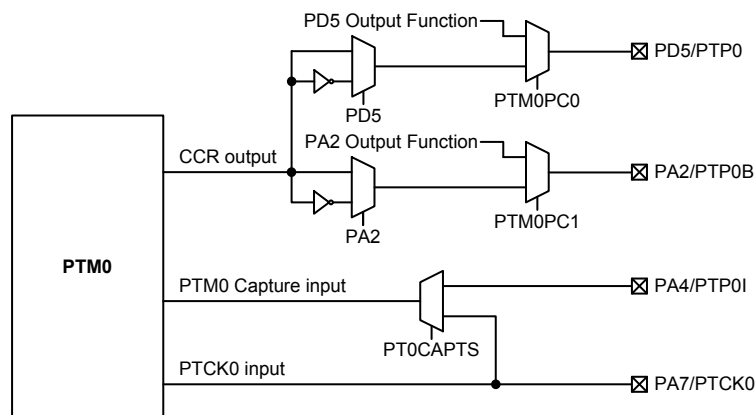 PD5 Output Function
PD5/PTP0
PD5
PTM0PC0
PA2 Output Function
CCR output
PA2/PTP0B
PA2
PTM0PC1
PTM0
PTM0 Capture input
PA4/PTP0I
PT0CAPTS
PTCK0 input
PA7/PTCK0